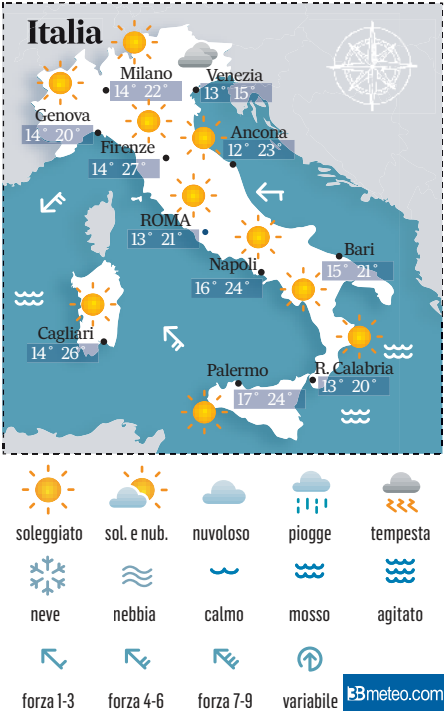 Italia
Milano
14° 22°
Venezia
13° 15°
Genova
14° 20°
Firenze
14° 27°
Ancona
12° 23°
ROMA
13° 21°
Napoli
16° 24°
Bari
15° 21°
Cagliari
14° 26°
Palermo
17° 24°
R. Calabria
13° 20°
soleggiato sol. e nub. nuvoloso piogge tempesta
neve nebbia calmo mosso agitato
forza 1-3 forza 4-6 forza 7-9 variabile
3Bmeteo.com